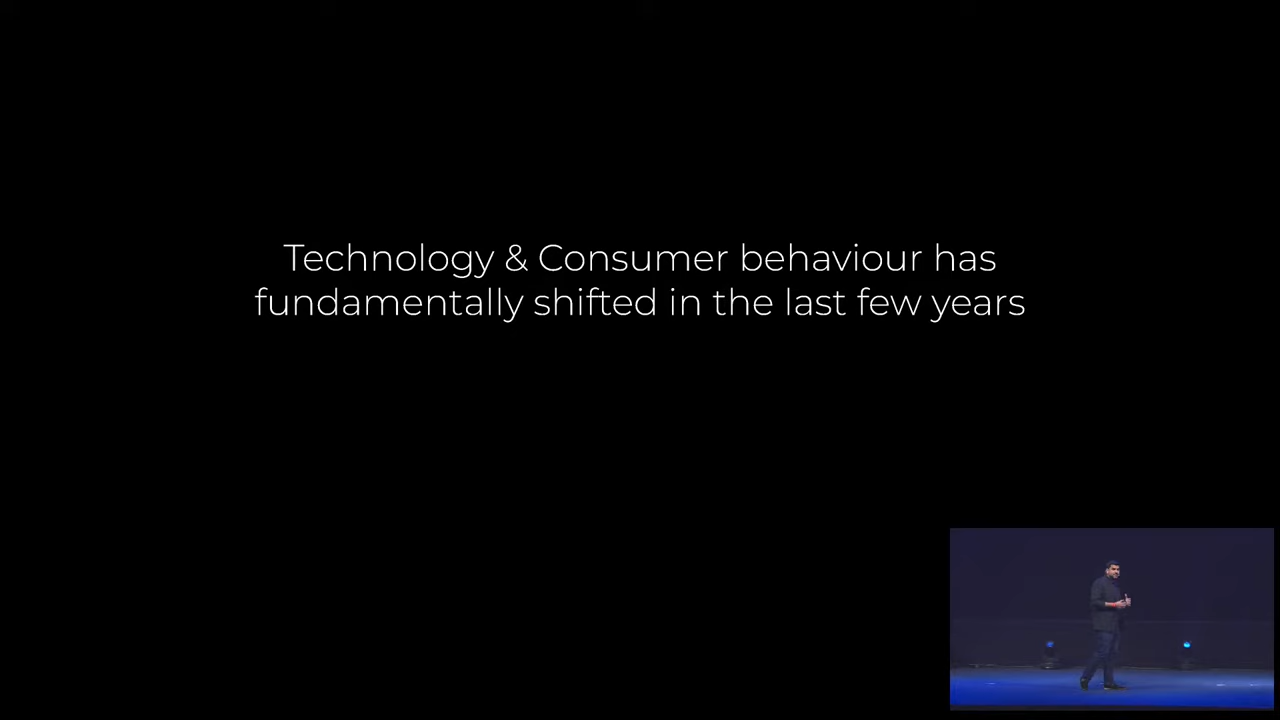 Technology & Consumer behaviour has
fundamentally shifted in the last few years